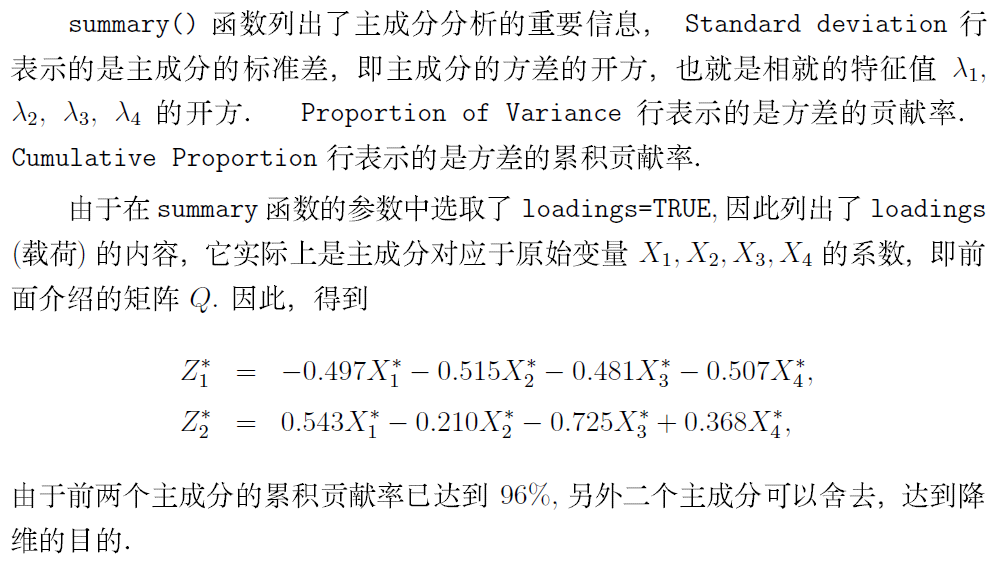 summary() 函数列出了主成分分析的重要信息， Standard deviation 行
表示的是主成分的标准差，即主成分的方差的开方，也就是相就的特征值 λ₁,
λ₂, λ₃, λ₄ 的开方． Proportion of Variance 行表示的是方差的贡献率．
Cumulative Proportion 行表示的是方差的累积贡献率．
由于在 summary 函数的参数中选取了 loadings=TRUE, 因此列出了 loadings
(载荷) 的内容，它实际上是主成分对应于原始变量 X₁, X₂, X₃, X₄ 的系数，即前
面介绍的矩阵 Q. 因此，得到
Z₁* = −0.497X₁* − 0.515X₂* − 0.481X₃* − 0.507X₄*,
Z₂* = 0.543X₁* − 0.210X₂* − 0.725X₃* + 0.368X₄*,
由于前两个主成分的累积贡献率已达到 96%, 另外二个主成分可以舍去，达到降
维的目的．